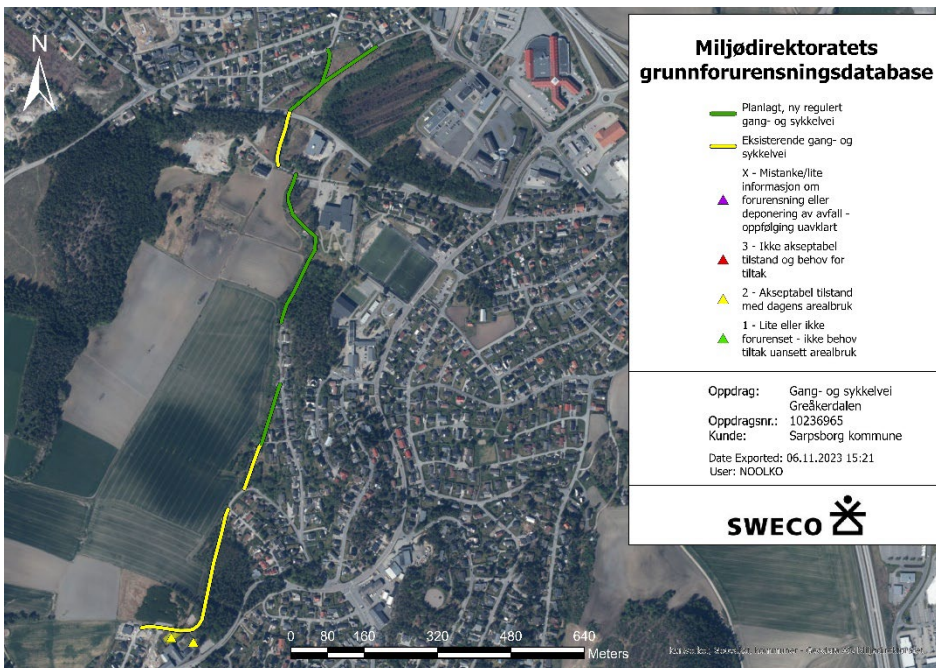 N
Miljødirektoratets
grunnforurensningsdatabase
Planlagt, ny regulert
gang- og sykkelvei
Eksisterende gang- og
sykkelvei
X - Mistanke/lite
informasjon om
forurensning eller
deponering av avfall -
oppfølging uavklart
3 - Ikke akseptabel
tilstand og behov for
tiltak
2 - Akseptabel tilstand
med dagens arealbruk
1 - Lite eller ikke
forurenset - ikke behov
tiltak uansett arealbruk
Oppdrag: Gang- og sykkelvei
Greåkerdalen
Oppdragsnr.: 10236965
Kunde: Sarpsborg kommune
Date Exported: 06.11.2023 15:21
User: NOOLKO
SWECO
0 80 160 320 480 640
Meters